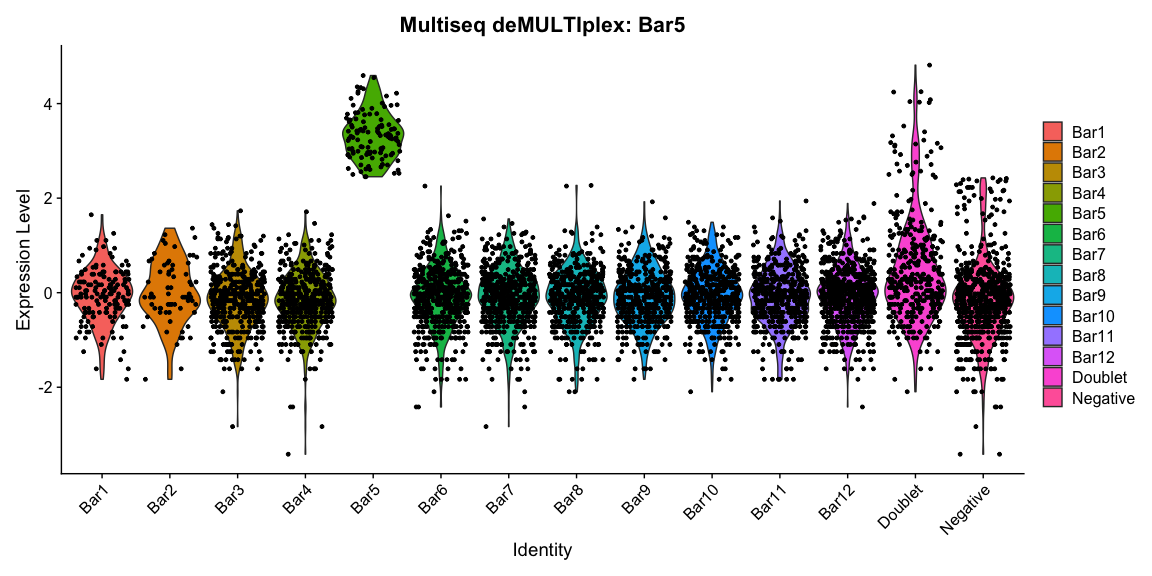 Multiseq deMULTIplex: Bar5
Expression Level
4
2
0
-2
Bar1
Bar2
Bar3
Bar4
Bar5
Bar6
Bar7
Bar8
Bar9
Bar10
Bar11
Bar12
Doublet
Negative
Identity
Bar1
Bar2
Bar3
Bar4
Bar5
Bar6
Bar7
Bar8
Bar9
Bar10
Bar11
Bar12
Doublet
Negative